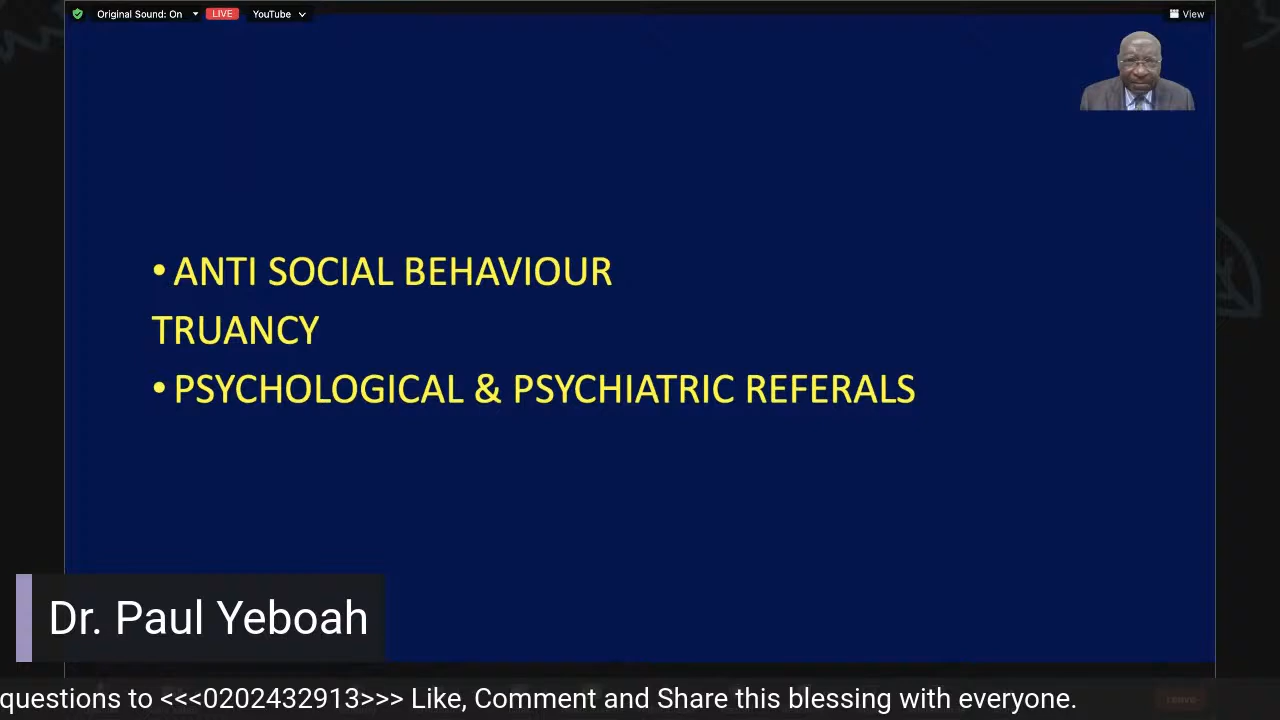 Original Sound: On LIVE YouTube View
• ANTI SOCIAL BEHAVIOUR
TRUANCY
• PSYCHOLOGICAL & PSYCHIATRIC REFERALS
Dr. Paul Yeboah
questions to <<<0202432913>>> Like, Comment and Share this blessing with everyone.